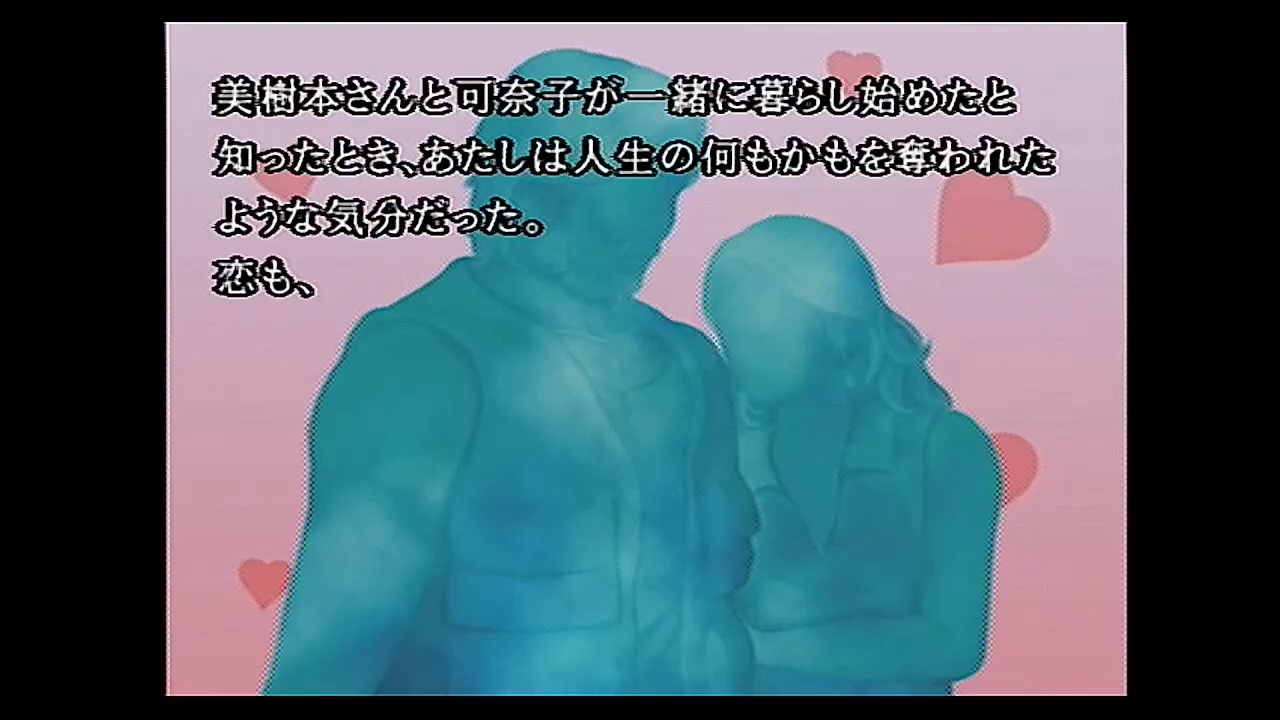 美樹本さんと可奈子が一緒に暮らし始めたと
知ったとき、あたしは人生の何もかもを奪われた
ような気分だった。
恋も、